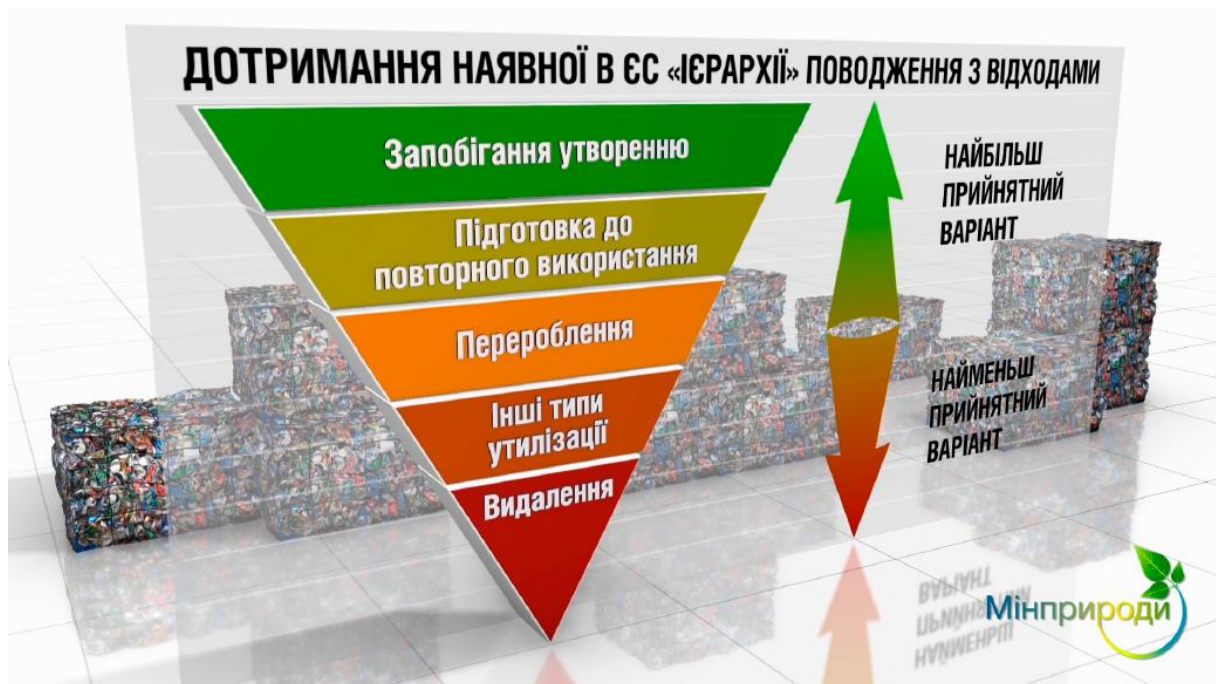 ДОТРИМАННЯ НАЯВНОЇ В ЄС «ІЄРАРХІЇ» ПОВОДЖЕННЯ З ВІДХОДАМИ
Запобігання утворенню
Підготовка до
повторного використання
Перероблення
Інші типи
утилізації
Видалення
НАЙБІЛЬШ
ПРИЙНЯТНИЙ
ВАРІАНТ
НАЙМЕНЬШ
ПРИЙНЯТНИЙ
ВАРІАНТ
Мінприроди